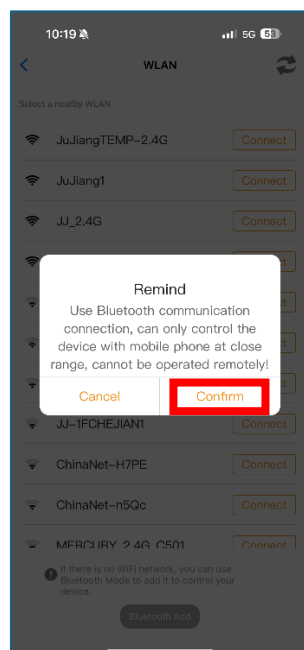 10:19 5G 53
WLAN
Select a nearby WLAN
JuJiangTEMP-2.4G Connect
JuJiang1 Connect
JJ_2.4G Connect
Remind
Use Bluetooth communication
connection, can only control the
device with mobile phone at close
range, cannot be operated remotely!
Cancel Confirm
JJ-1FCHEJIAN1 Connect
ChinaNet-H7PE Connect
ChinaNet-n5Qc Connect
MERCURY_2.4G_C501 Connect
If there is no WiFi network, you can use
Bluetooth Mode to add it to control your
device.
Bluetooth Add